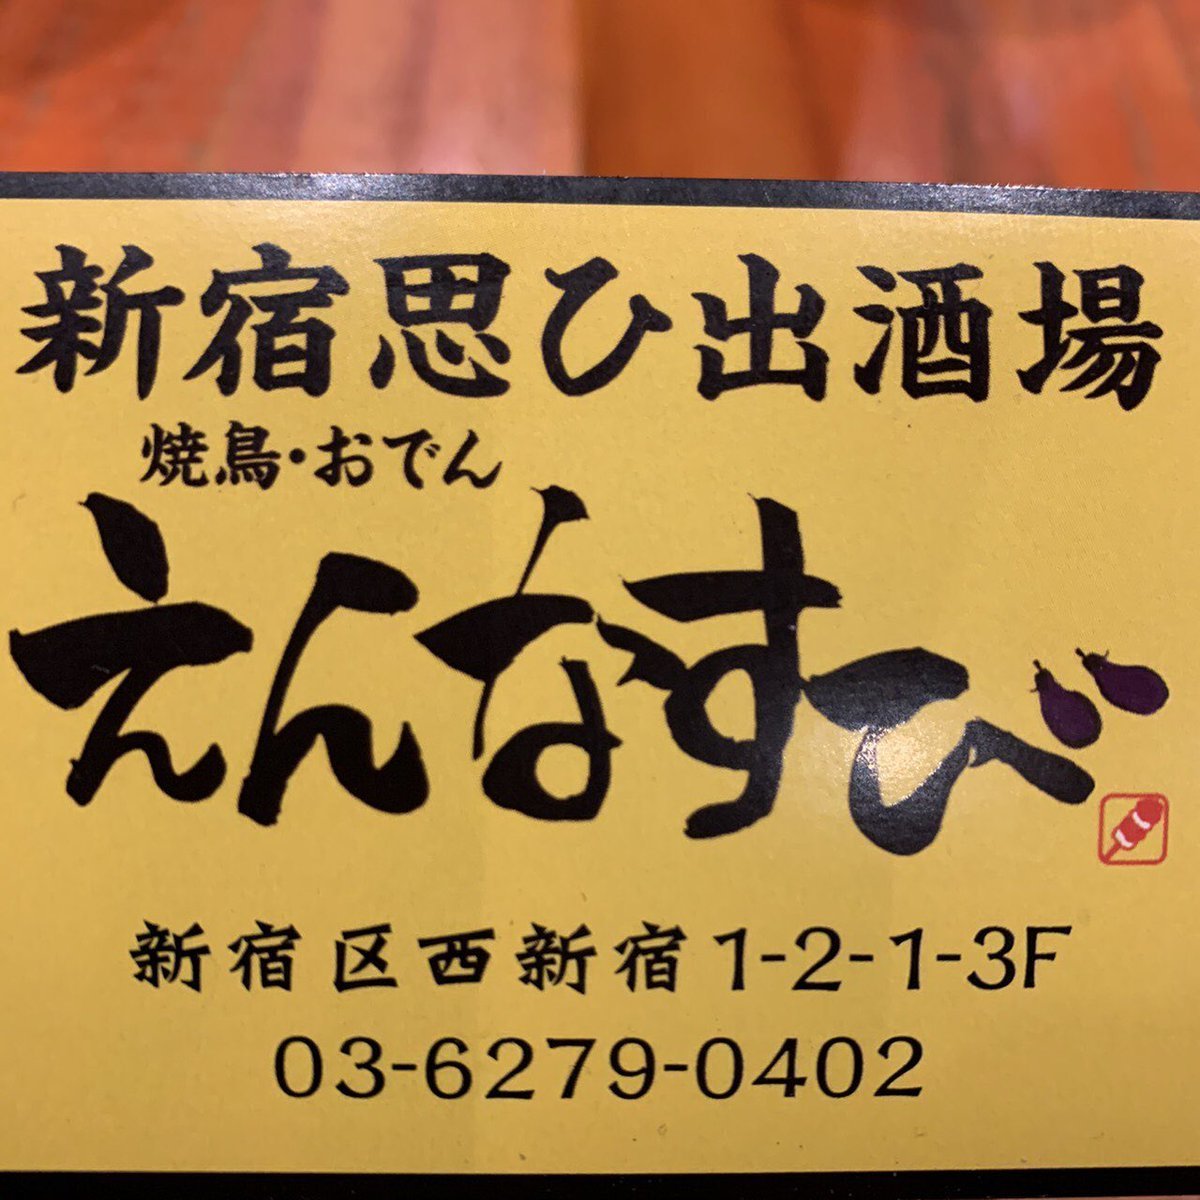 新宿思ひ出酒場
焼鳥・おでん
えんなすび
新宿区西新宿1-2-1-3F
03-6279-0402